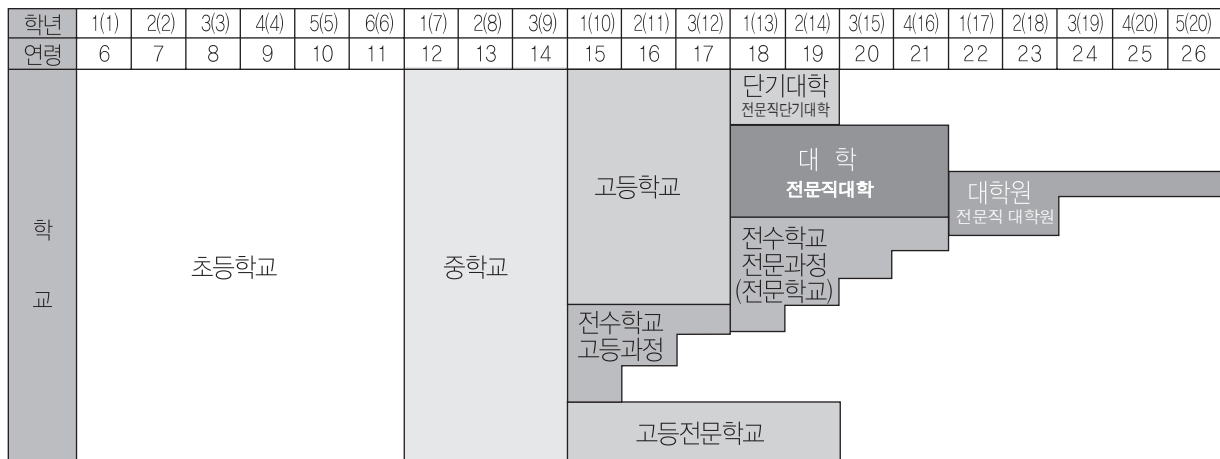 학년 1(1) 2(2) 3(3) 4(4) 5(5) 6(6) 1(7) 2(8) 3(9) 1(10) 2(11) 3(12) 1(13) 2(14) 3(15) 4(16) 1(17) 2(18) 3(19) 4(20) 5(20)
연령 6 7 8 9 10 11 12 13 14 15 16 17 18 19 20 21 22 23 24 25 26
학
교
초등학교
중학교
고등학교
전수학교
고등과정
고등전문학교
단기대학
전문직단기대학
대 학
전문직대학
전수학교
전문과정
(전문학교)
대학원
전문직 대학원